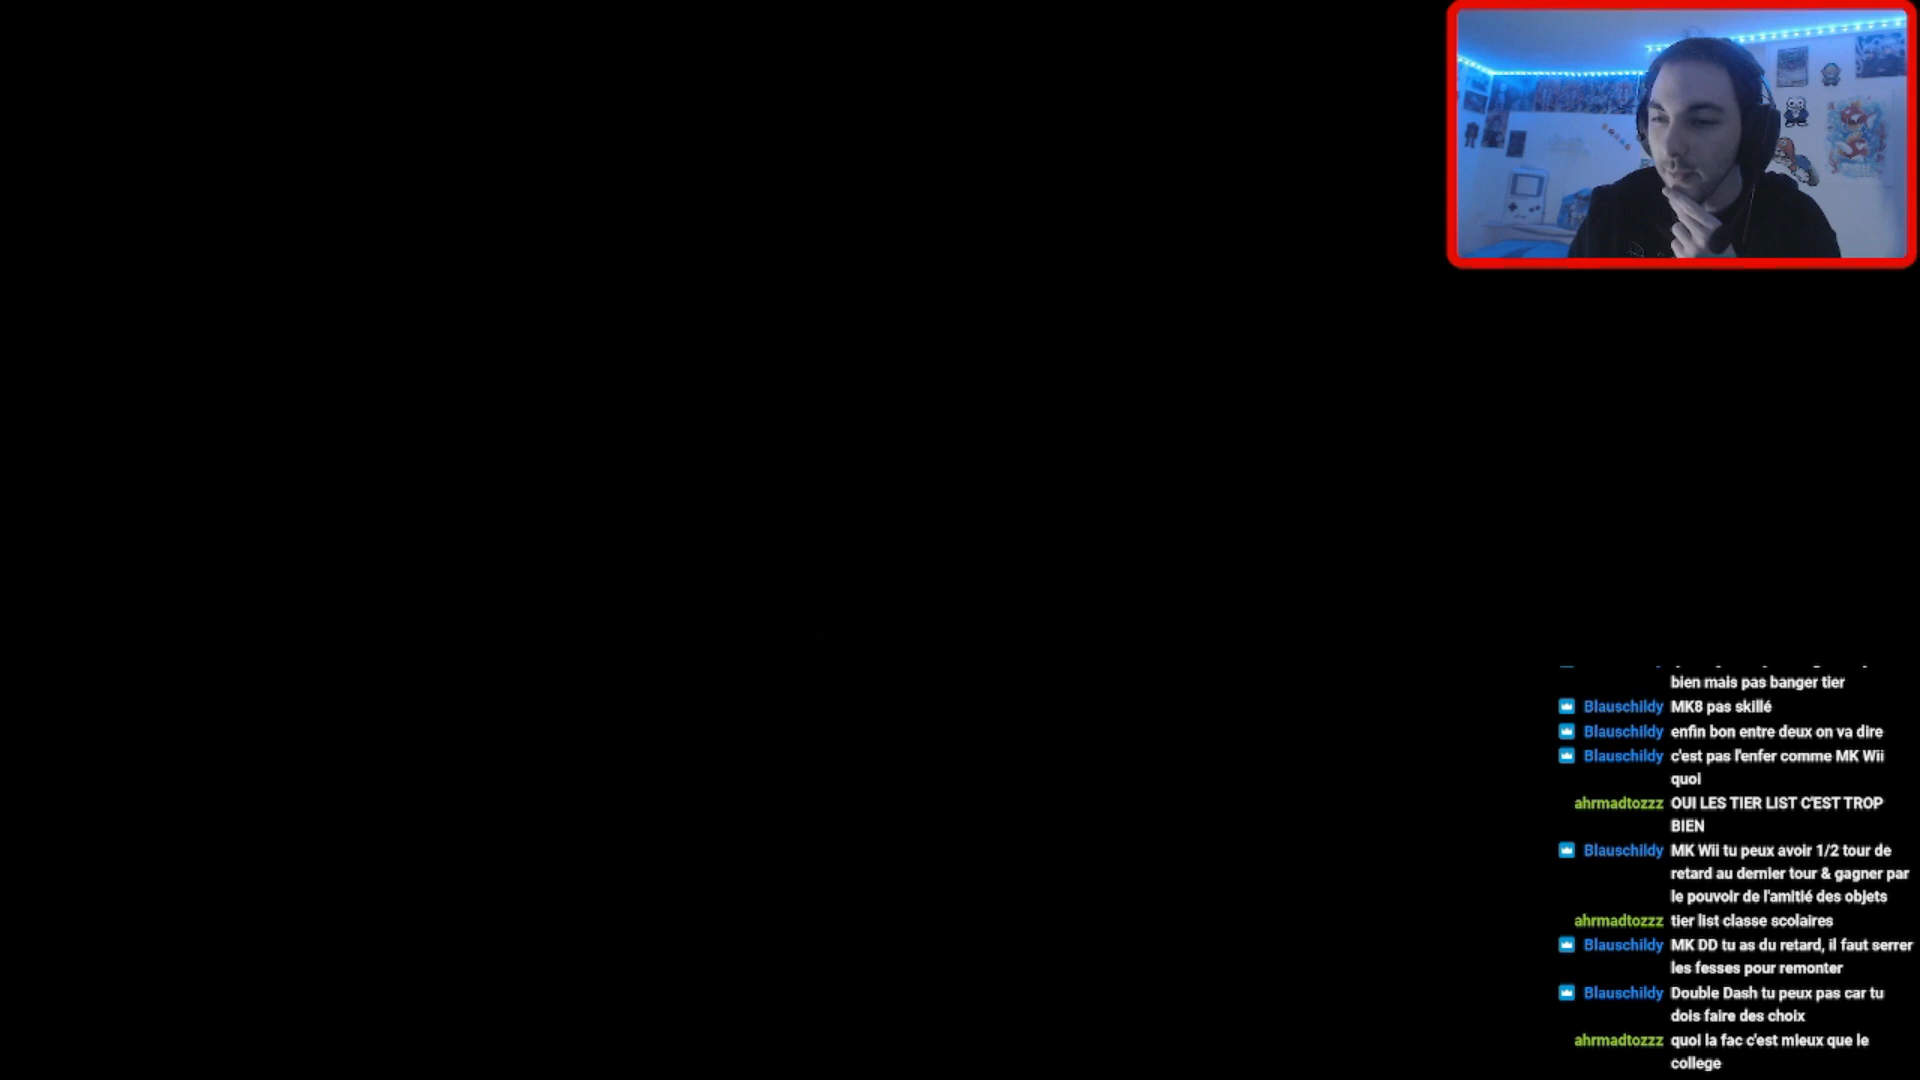 bien mais pas banger tier
Blauschildy MK8 pas skillé
Blauschildy enfin bon entre deux on va dire
Blauschildy c'est pas l'enfer comme MK Wii
quoi
ahrmadtozzz OUI LES TIER LIST C'EST TROP
BIEN
Blauschildy MK Wii tu peux avoir 1/2 tour de
retard au dernier tour & gagner par
le pouvoir de l'amitié des objets
ahrmadtozzz tier list classe scolaires
Blauschildy MK DD tu as du retard, il faut serrer
les fesses pour remonter
Blauschildy Double Dash tu peux pas car tu
dois faire des choix
ahrmadtozzz quoi la fac c'est mieux que le
college